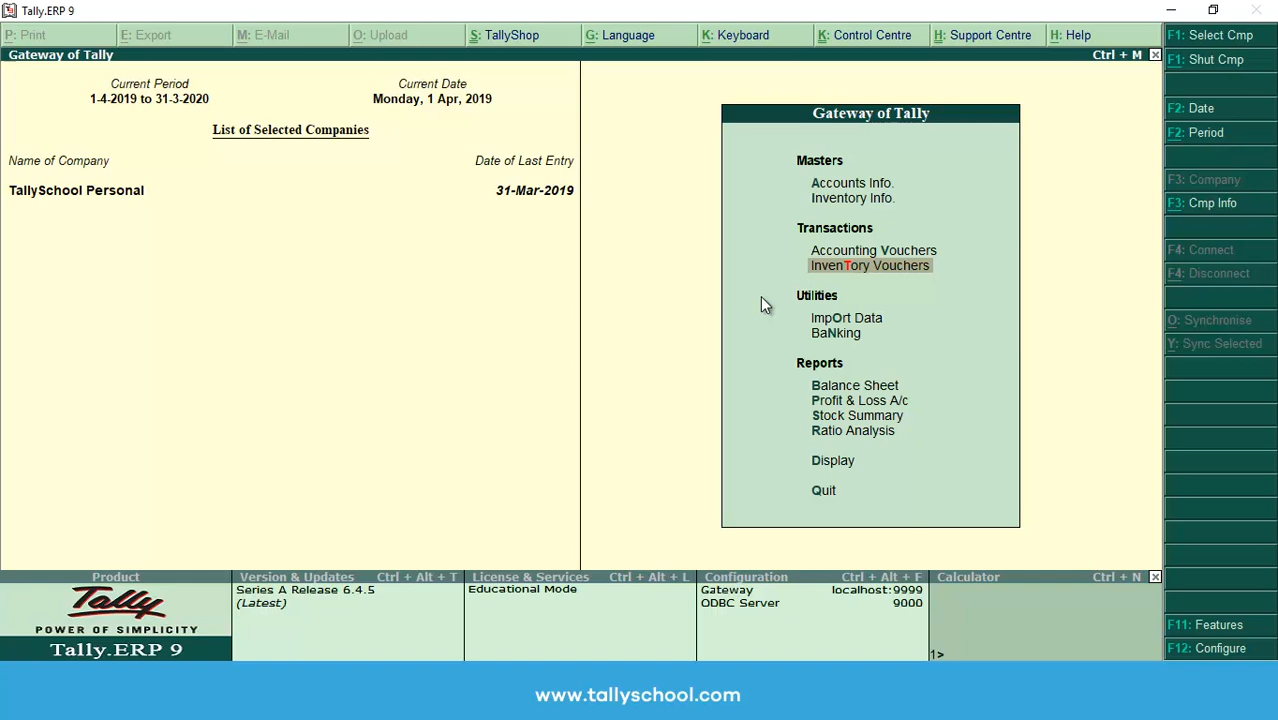 Tally.ERP 9
P: Print E: Export M: E-Mail O: Upload S: TallyShop G: Language K: Keyboard K: Control Centre H: Support Centre H: Help
Gateway of Tally Ctrl + M
Current Period Current Date
1-4-2019 to 31-3-2020 Monday, 1 Apr, 2019
List of Selected Companies
Name of Company Date of Last Entry
TallySchool Personal 31-Mar-2019
Gateway of Tally
Masters
Accounts Info.
Inventory Info.
Transactions
Accounting Vouchers
InvenTory Vouchers
Utilities
ImpOrt Data
BaNking
Reports
Balance Sheet
Profit & Loss A/c
Stock Summary
Ratio Analysis
Display
Quit
F1: Select Cmp
F1: Shut Cmp
F2: Date
F2: Period
F3: Company
F3: Cmp Info
F4: Connect
F4: Disconnect
O: Synchronise
Y: Sync Selected
F11: Features
F12: Configure
Product
Tally
POWER OF SIMPLICITY
Tally.ERP 9
Version & Updates Ctrl + Alt + T
Series A Release 6.4.5
(Latest)
License & Services Ctrl + Alt + L
Educational Mode
Configuration Ctrl + Alt + F
Gateway localhost:9999
ODBC Server 9000
Calculator Ctrl + N
1>
www.tallyschool.com